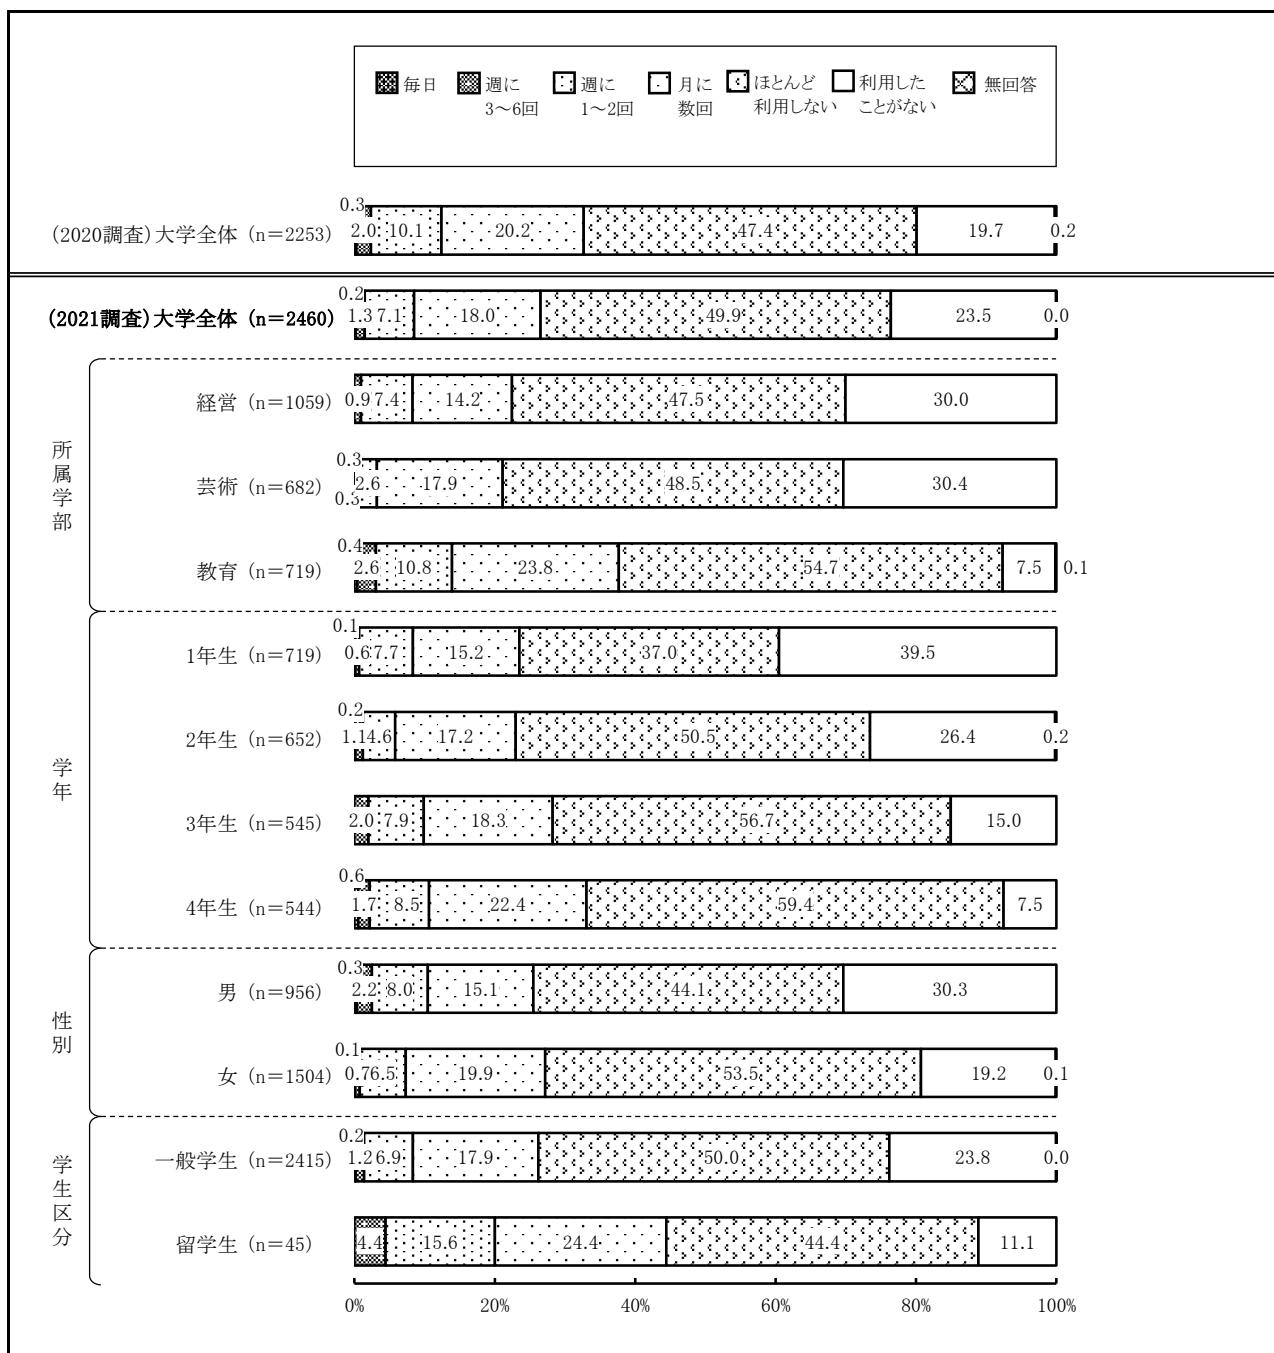 毎日 週に 週に 月に ほとんど 利用した 無回答
3～6回 1～2回 数回 利用しない ことがない
0.3
(2020調査)大学全体 (n＝2253) 2.0 10.1 20.2 47.4 19.7 0.2
0.2
(2021調査)大学全体 (n＝2460) 1.3 7.1 18.0 49.9 23.5 0.0
所属学部
経営 (n＝1059) 0.9 7.4 14.2 47.5 30.0
0.3
芸術 (n＝682) 2.6 17.9 48.5 30.4
0.3
0.4
教育 (n＝719) 2.6 10.8 23.8 54.7 7.5 0.1
学年
0.1
1年生 (n＝719) 0.6 7.7 15.2 37.0 39.5
0.2
2年生 (n＝652) 1.1 4.6 17.2 50.5 26.4 0.2
3年生 (n＝545) 2.0 7.9 18.3 56.7 15.0
0.6
4年生 (n＝544) 1.7 8.5 22.4 59.4 7.5
性別
0.3
男 (n＝956) 2.2 8.0 15.1 44.1 30.3
0.1
女 (n＝1504) 0.7 6.5 19.9 53.5 19.2 0.1
学生区分
0.2
一般学生 (n＝2415) 1.2 6.9 17.9 50.0 23.8 0.0
留学生 (n＝45) 4.4 15.6 24.4 44.4 11.1
0% 20% 40% 60% 80% 100%